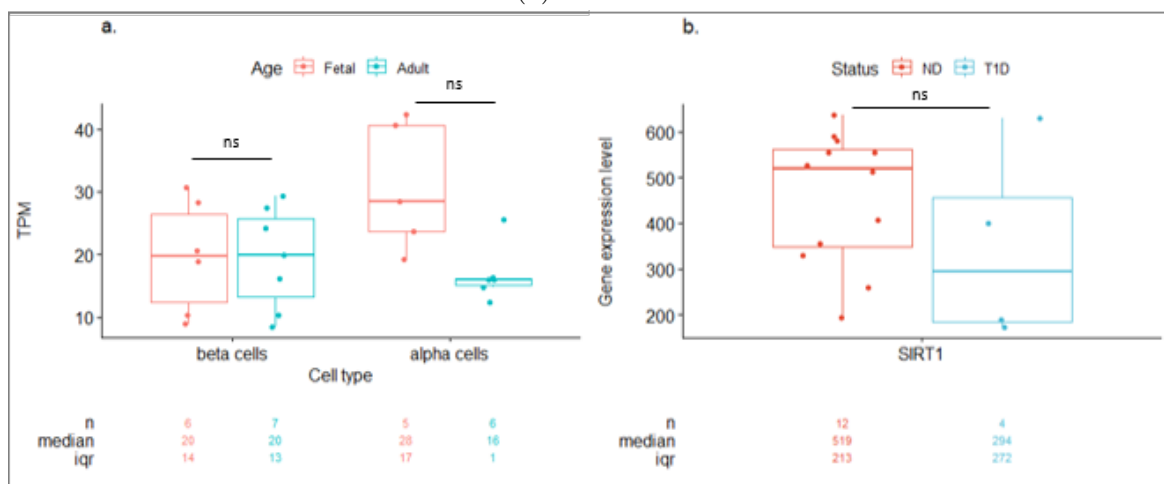 a.
Age Fetal Adult
ns
ns
TPM
40
30
20
10
beta cells alpha cells
Cell type
n 6 7 5 6
median 20 20 28 16
iqr 14 13 17 1
b.
Status ND T1D
ns
Gene expression level
600
500
400
300
200
SIRT1
12 4
519 294
213 272